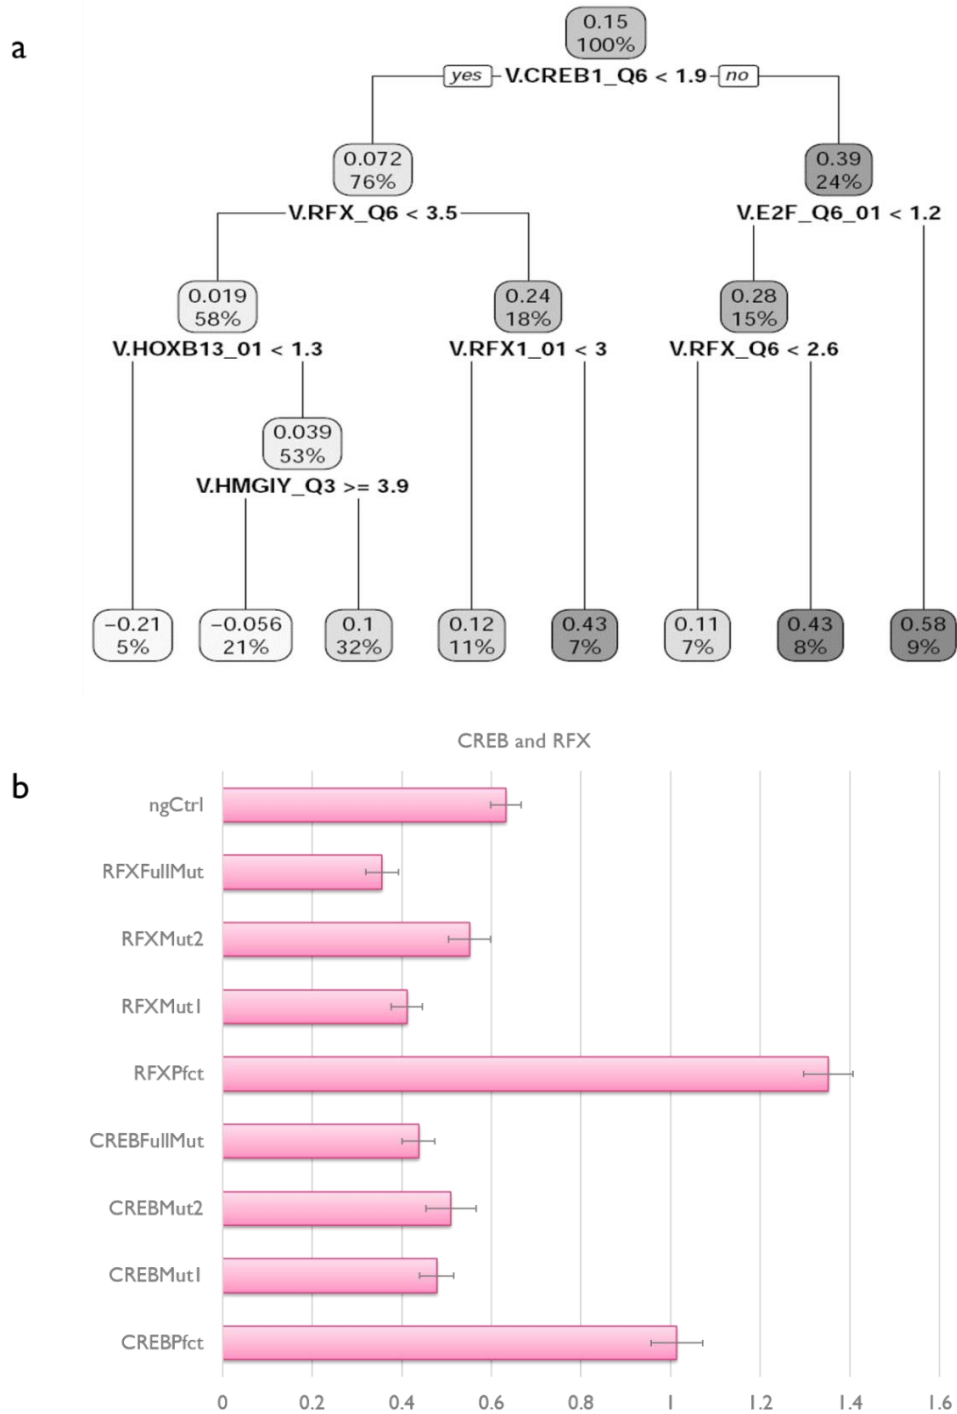 a
0.15
100%
yes V.CREB1_Q6 < 1.9 no
0.072
76%
0.39
24%
V.RFX_Q6 < 3.5
V.E2F_Q6_01 < 1.2
0.019
58%
0.24
18%
0.28
15%
V.HOXB13_01 < 1.3
V.RFX1_01 < 3
V.RFX_Q6 < 2.6
0.039
53%
V.HMGIY_Q3 >= 3.9
−0.21
5%
−0.056
21%
0.1
32%
0.12
11%
0.43
7%
0.11
7%
0.43
8%
0.58
9%
CREB and RFX
b
ngCtrl
RFXFullMut
RFXMut2
RFXMut1
RFXPfct
CREBFullMut
CREBMut2
CREBMut1
CREBPfct
0 0.2 0.4 0.6 0.8 1 1.2 1.4 1.6